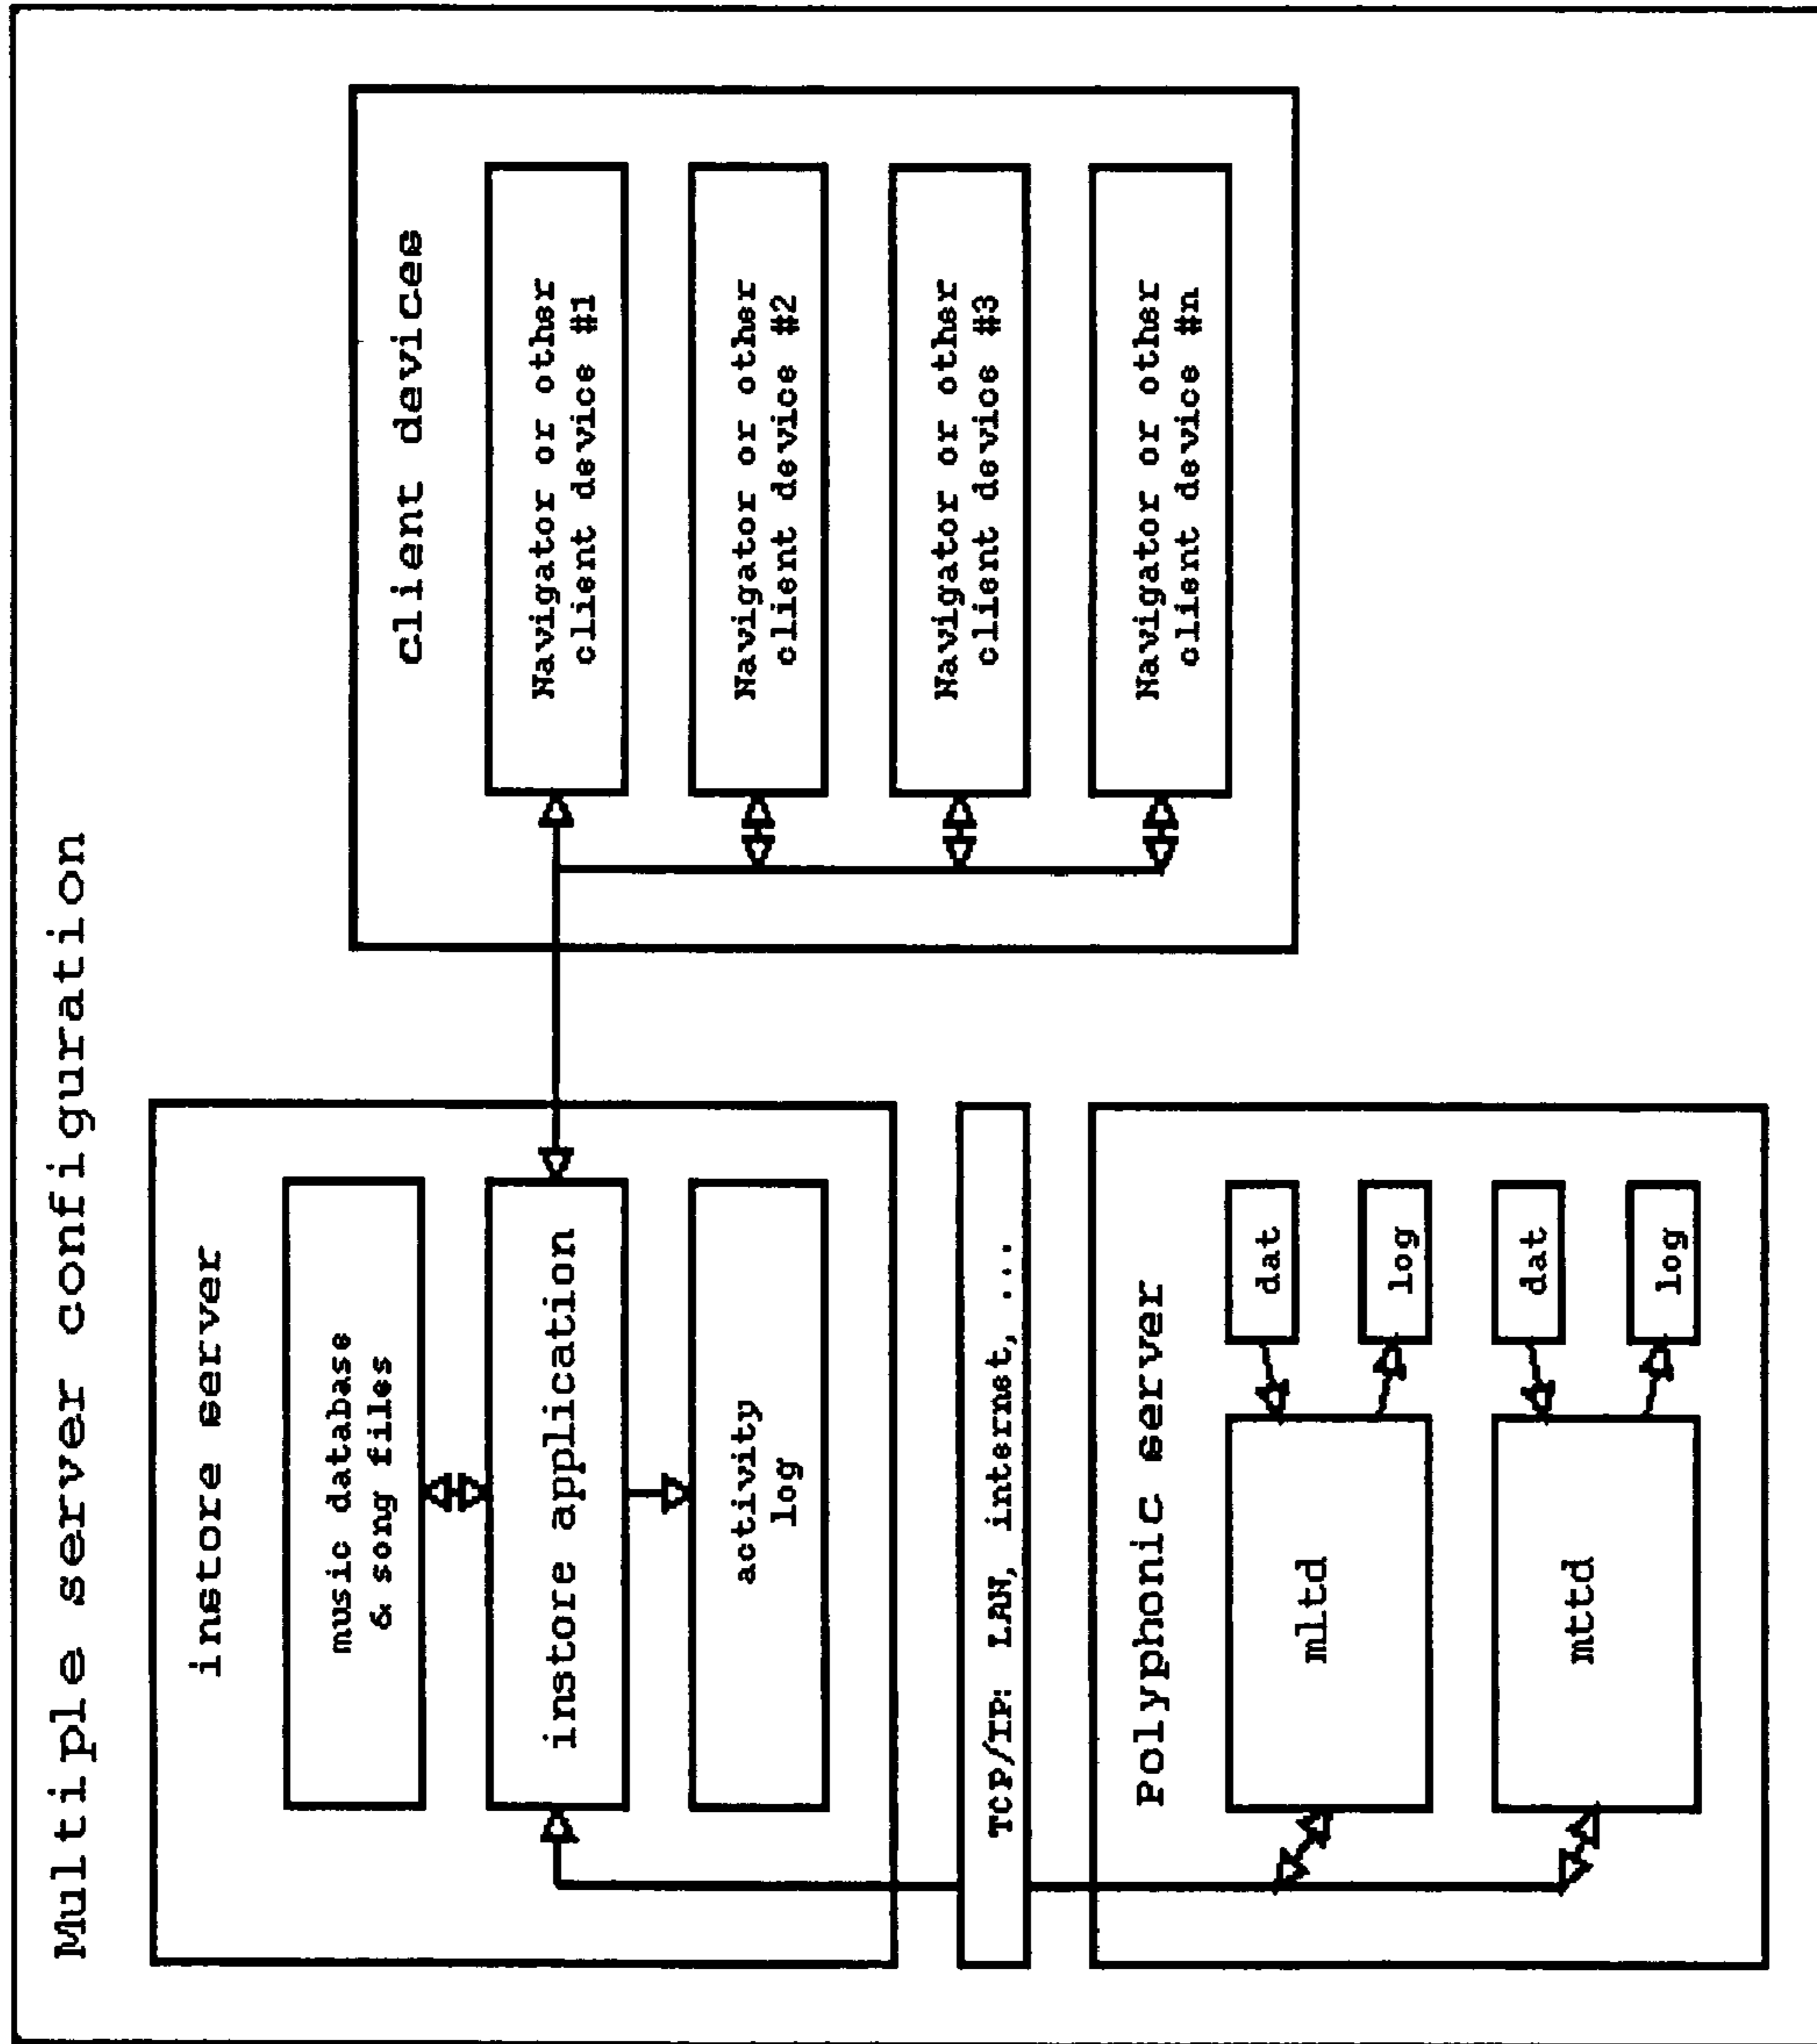 Multiple server configuration
instore server
music database
& song files
instore application
activity
log
client devices
Navigator or other
client device #1
Navigator or other
client device #2
Navigator or other
client device #3
Navigator or other
client device #n
TCP/IP: LAN, internet, ...
Polyphonic server
mltd
dat
log
mttd
dat
log